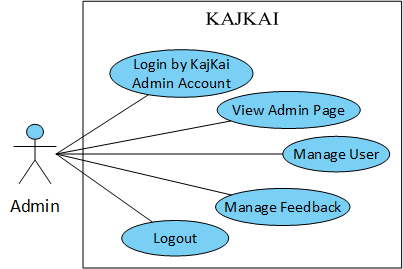 KAJKAI
Login by KajKai
Admin Account
View Admin Page
Manage User
Admin
Manage Feedback
Logout